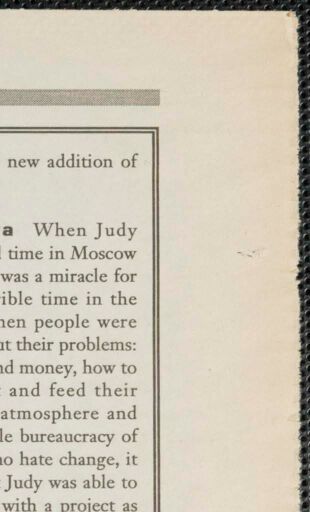 new addition of
a When Judy
time in Moscow
was a miracle for
ible time in the
hen people were
ut their problems:
nd money, how to
and feed their
atmosphere and
le bureaucracy of
no hate change, it
Judy was able to
with a project as